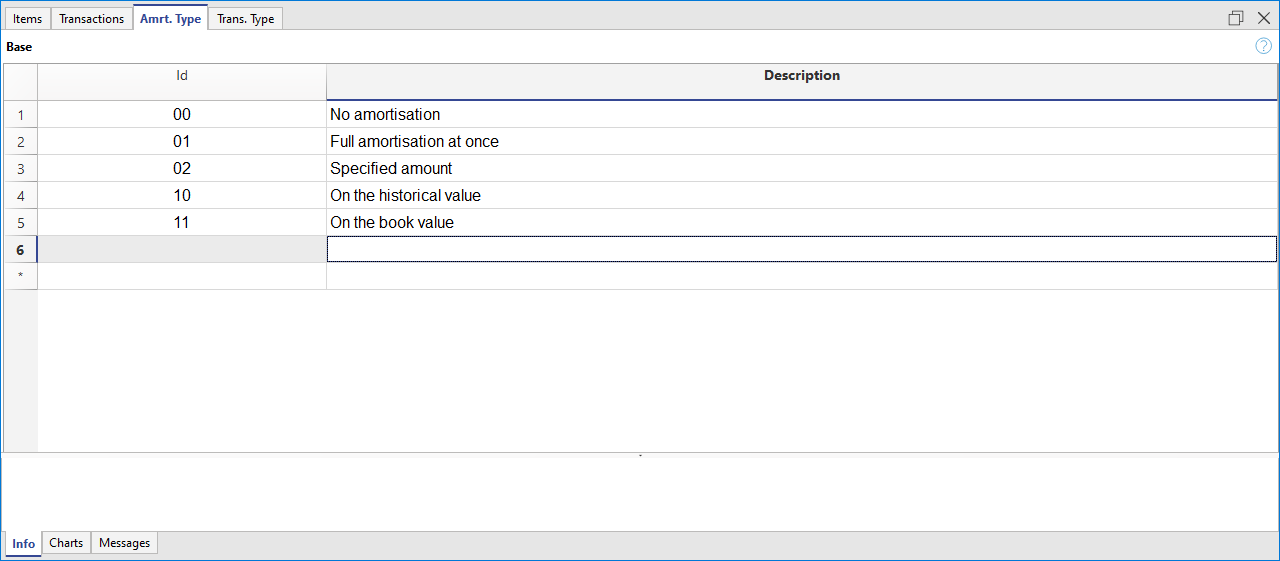 Items Transactions Amrt. Type Trans. Type
Base ?
Id Description
1 00 No amortisation
2 01 Full amortisation at once
3 02 Specified amount
4 10 On the historical value
5 11 On the book value
6
*
Info Charts Messages